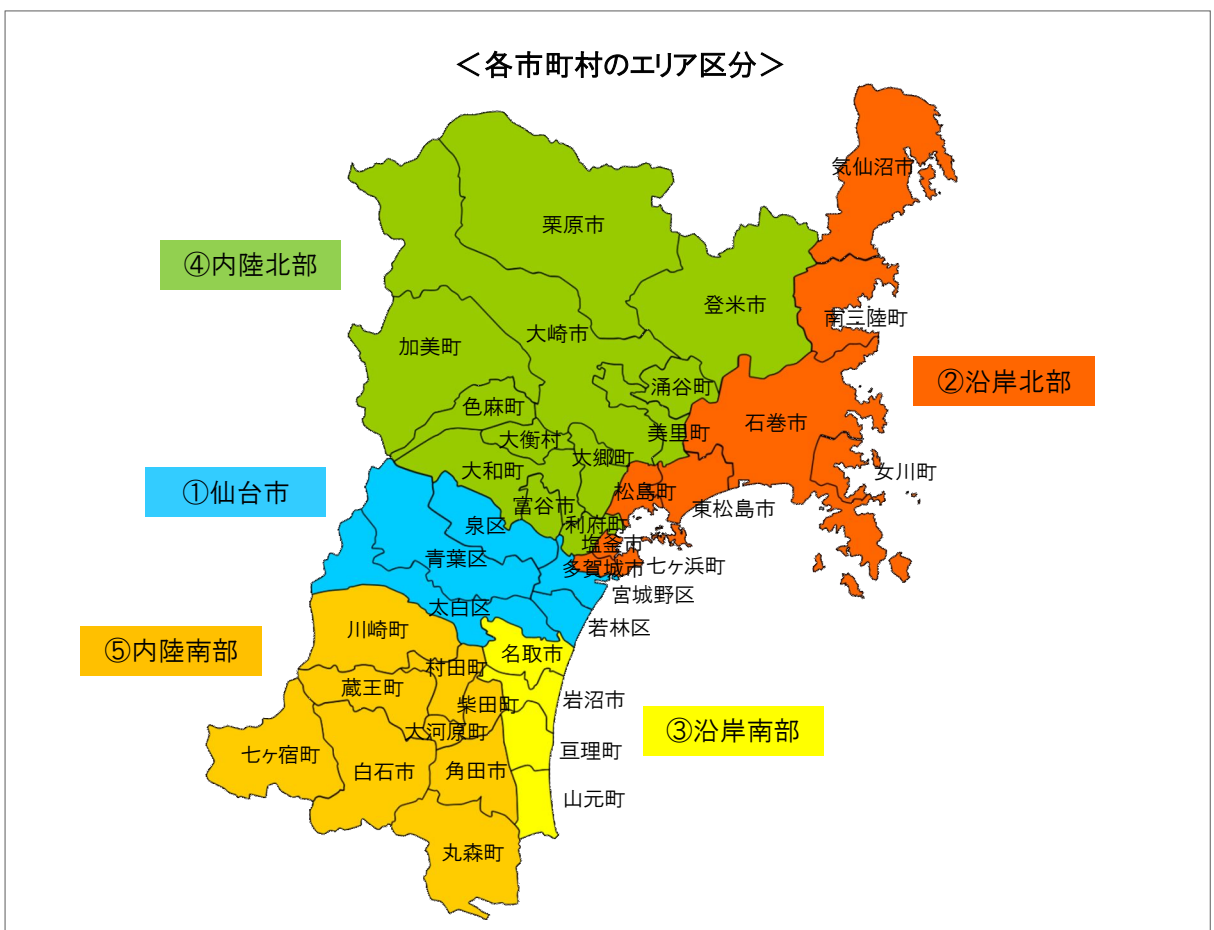 ＜各市町村のエリア区分＞
気仙沼市
栗原市
④内陸北部
登米市
南三陸町
大崎市
加美町
②沿岸北部
涌谷町
色麻町
石巻市
美里町
大衡村
大郷町
大和町
女川町
①仙台市
松島町
富谷市
東松島市
利府町
泉区
塩釜市
青葉区
多賀城市
七ヶ浜町
宮城野区
太白区
若林区
川崎町
⑤内陸南部
名取市
村田町
蔵王町
岩沼市
柴田町
③沿岸南部
大河原町
亘理町
七ヶ宿町
白石市
角田市
山元町
丸森町